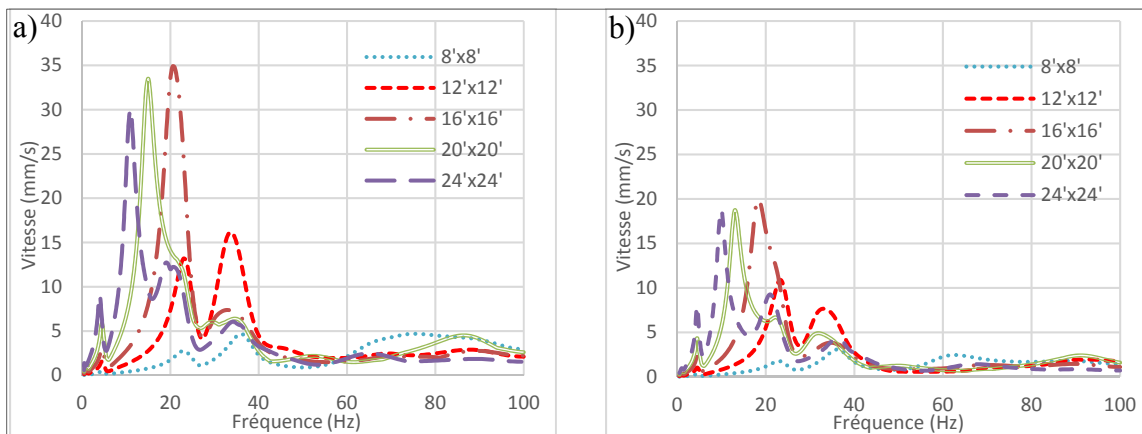 a)
40
35
30
25
20
15
10
5
0
Vitesse (mm/s)
0 20 40 60 80 100
Fréquence (Hz)
8'x8'
12'x12'
16'x16'
20'x20'
24'x24'
b)
40
35
30
25
20
15
10
5
0
Vitesse (mm/s)
0 20 40 60 80 100
Fréquence (Hz)
8'x8'
12'x12'
16'x16'
20'x20'
24'x24'